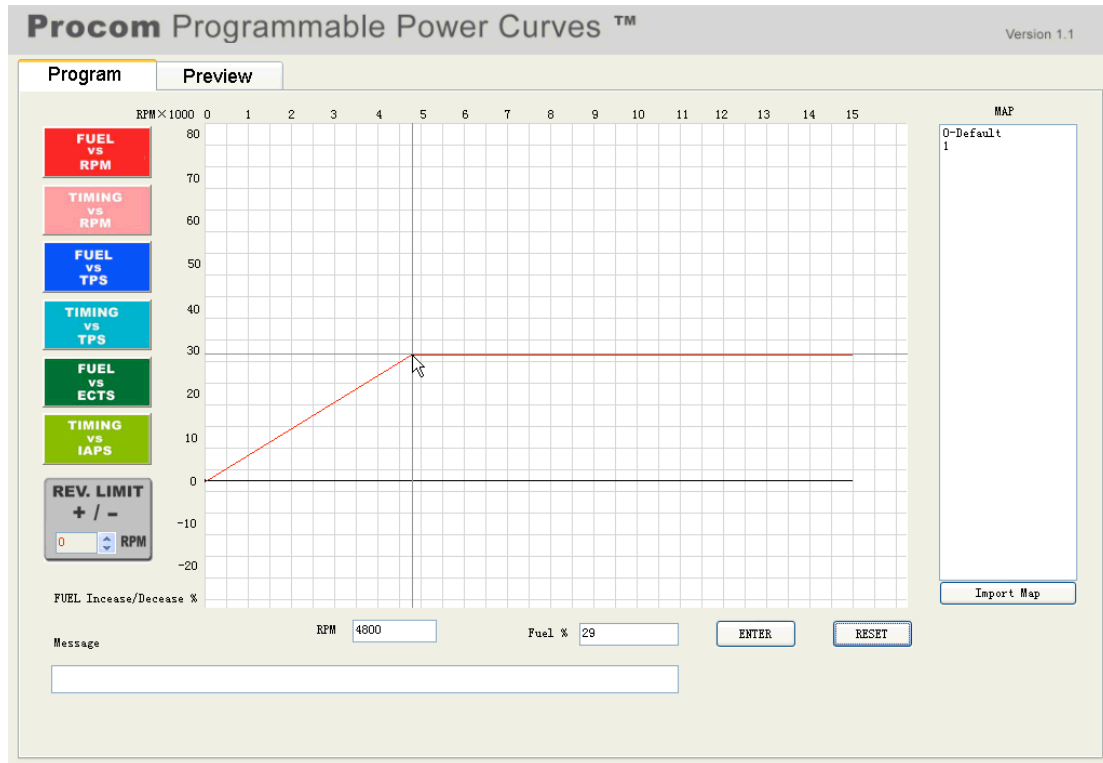 Procom Programmable Power Curves ™
Version 1.1
Program
Preview
RPM×1000 0 1 2 3 4 5 6 7 8 9 10 11 12 13 14 15
MAP
80
70
60
50
40
30
20
10
0
-10
-20
FUEL
vs
RPM
TIMING
vs
RPM
FUEL
vs
TPS
TIMING
vs
TPS
FUEL
vs
ECTS
TIMING
vs
IAPS
REV. LIMIT
+ / -
0 RPM
0-Default
1
Import Map
FUEL Incease/Decease %
RPM 4800
Fuel % 29
ENTER
RESET
Message